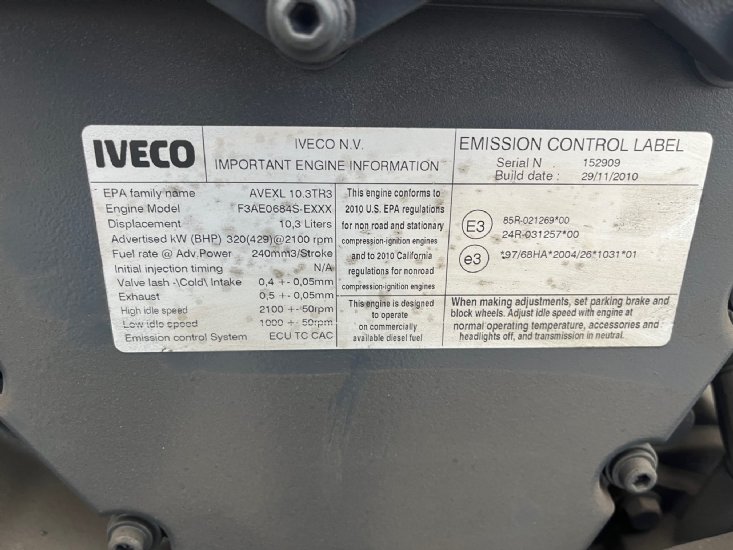 IVECO
IVECO N.V.
IMPORTANT ENGINE INFORMATION
EMISSION CONTROL LABEL
Serial N 152909
Build date: 29/11/2010
EPA family name AVEXL 10.3TR3
Engine Model F3AE0684S-EXXX
Displacement 10,3 Liters
Advertised kW (BHP) 320(429)@2100 rpm
Fuel rate @ Adv.Power 240mm3/Stroke
Initial injection timing N/A
Valve lash -\Cold\ Intake 0,4 +- 0,05mm
Exhaust 0,5 +- 0,05mm
High idle speed 2100 +- 50rpm
Low idle speed 1000 +- 50rpm
Emission control System ECU TC CAC
This engine conforms to
2010 U.S. EPA regulations
for non road and stationary
compression-ignition engines
and to 2010 California
regulations for nonroad
compression-ignition engines
This engine is designed
to operate
on commercially
available diesel fuel
E3
85R-021269*00
24R-031257*00
e3
*97/68HA*2004/26*1031*01
When making adjustments, set parking brake and
block wheels. Adjust idle speed with engine at
normal operating temperature, accessories and
headlights off, and transmission in neutral.